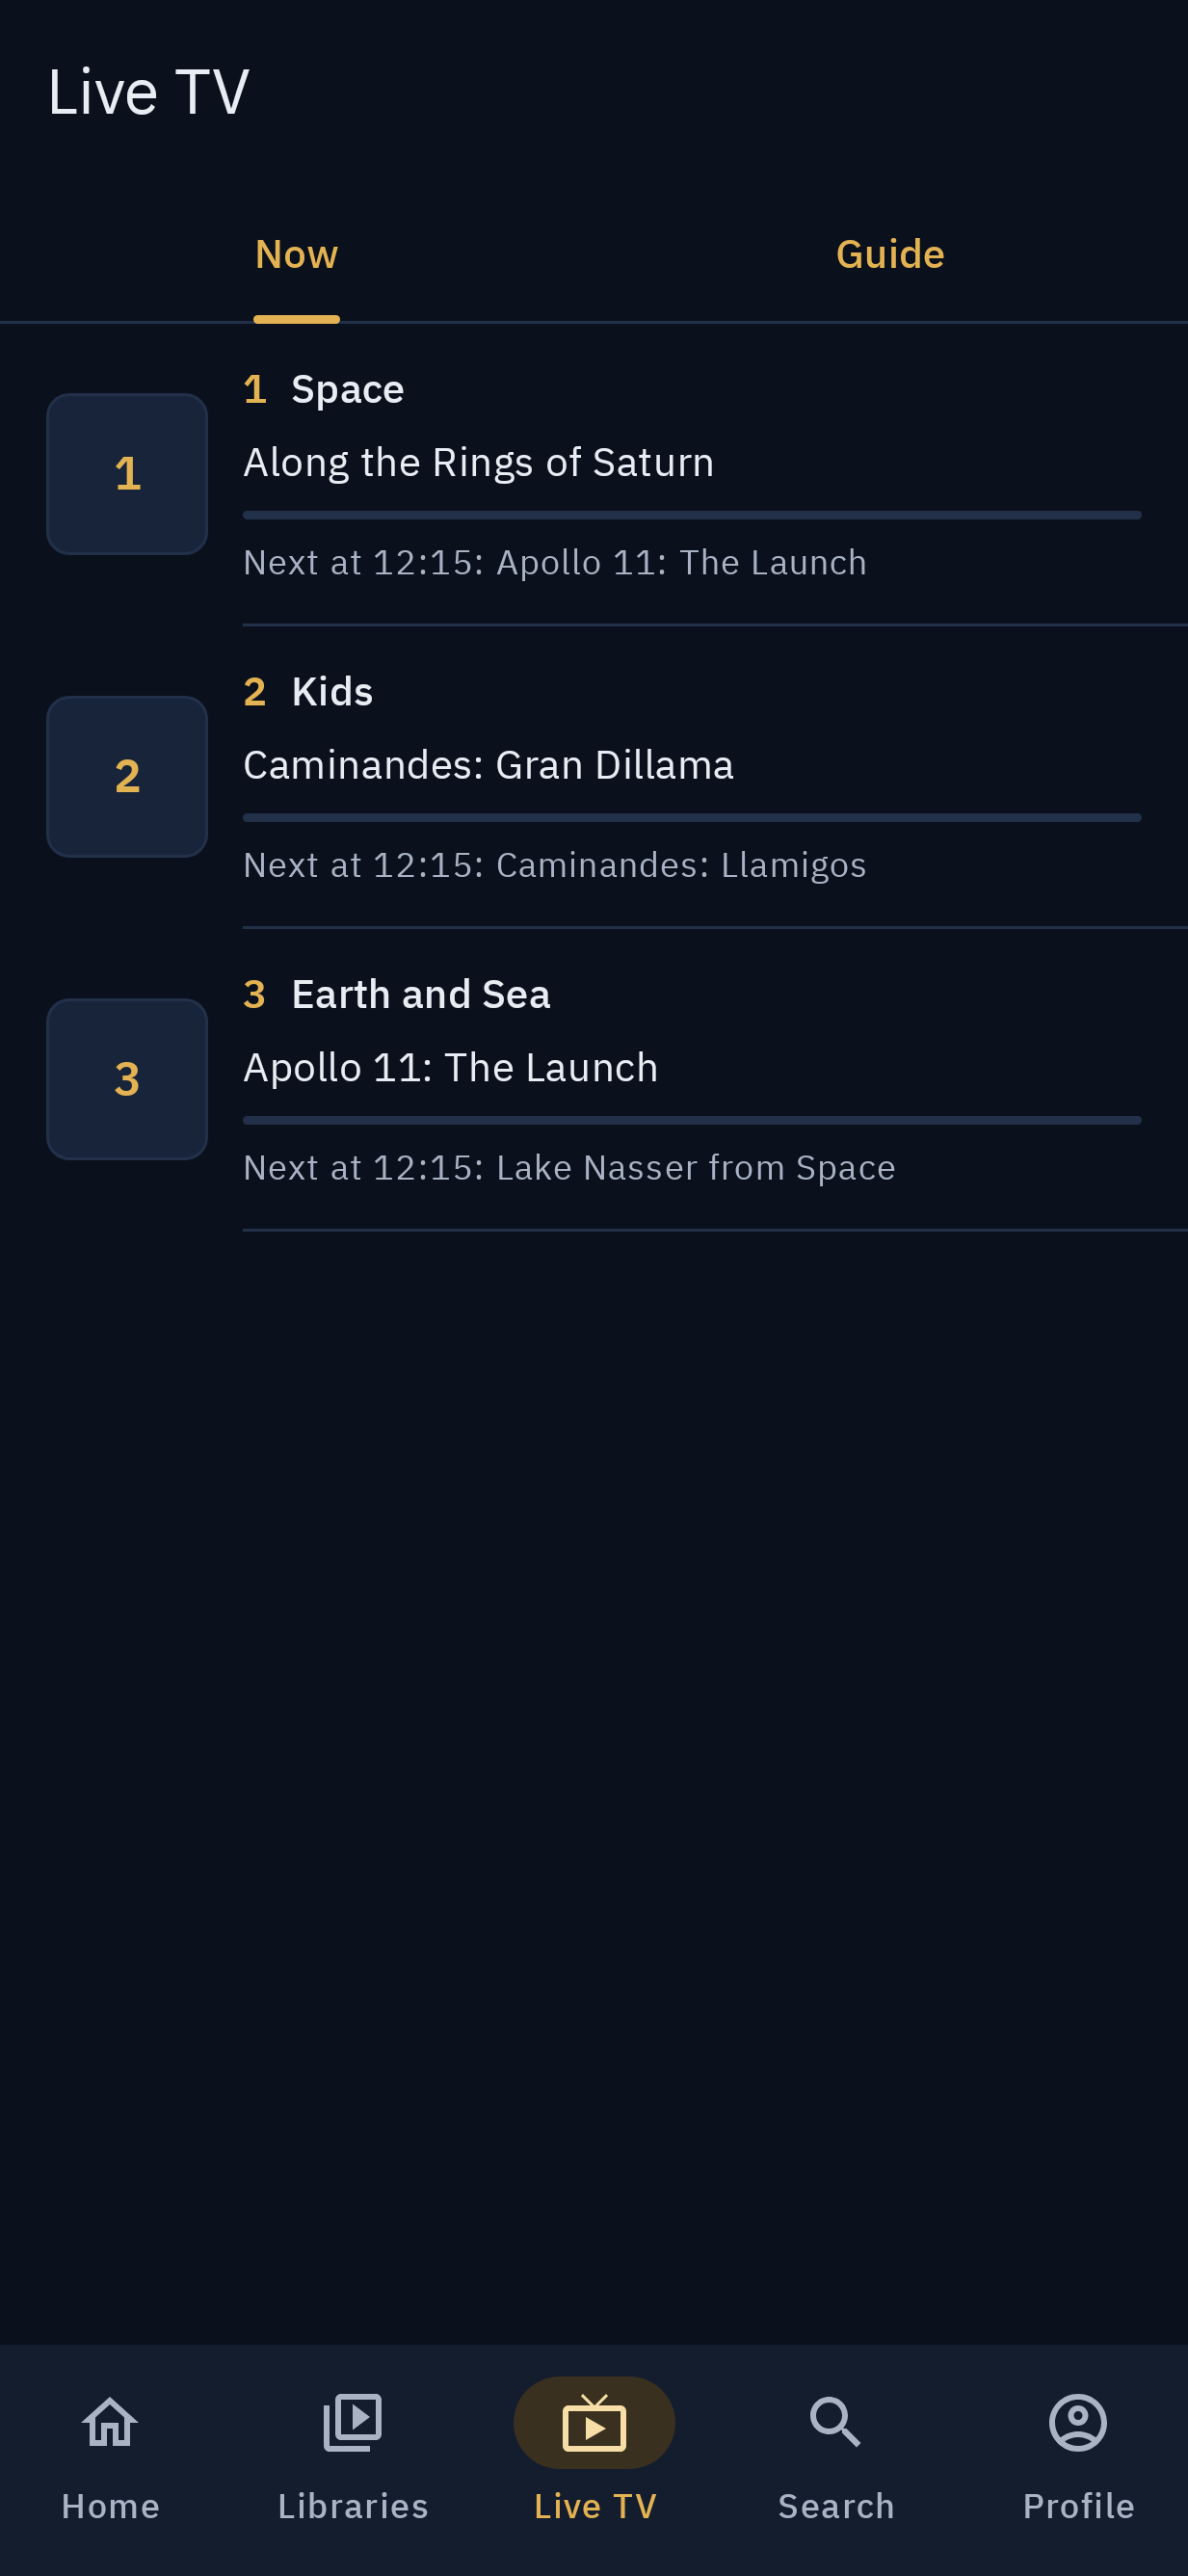 Live TV
Now
Guide
1
1 Space
Along the Rings of Saturn
Next at 12:15: Apollo 11: The Launch
2
2 Kids
Caminandes: Gran Dillama
Next at 12:15: Caminandes: Llamigos
3
3 Earth and Sea
Apollo 11: The Launch
Next at 12:15: Lake Nasser from Space
Home
Libraries
Live TV
Search
Profile